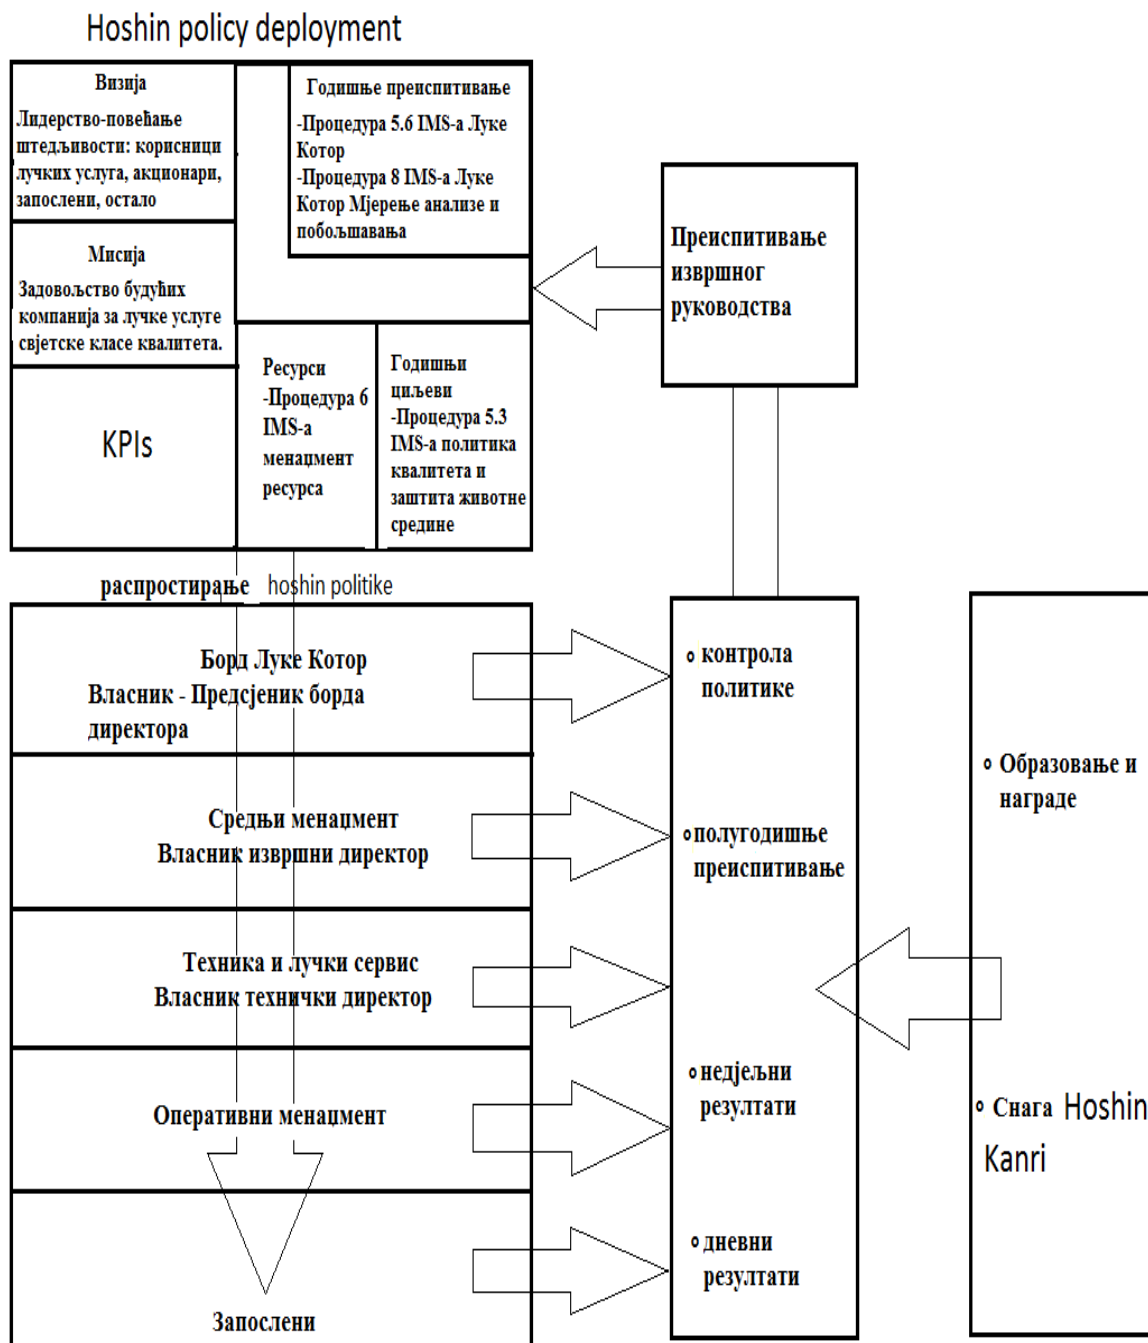 Hoshin policy deployment
Визија
Лидерство-повећање
штедљивости: корисници
лучких услуга, акционари,
запослени, остало
Мисија
Задовољство будућих
компанија за лучке услуге
свјетске класе квалитета.
KPIs
Годишње преиспитивање
-Процедура 5.6 IMS-а Луке
Котор
-Процедура 8 IMS-а Луке
Котор Мјерење анализе и
побољшавања
Ресурси
-Процедура 6
IMS-а
менаџмент
ресурса
Годишњи
циљеви
-Процедура 5.3
IMS-а политика
квалитета и
заштита животне
средине
Преиспитивање
извршног
руководства
распростирање hoshin politike
Борд Луке Котор
Власник - Предсјеник борда
директора
Средњи менаџмент
Власник извршни директор
Техника и лучки сервис
Власник технички директор
Оперативни менаџмент
Запослени
контрола
политике
полугодишње
преиспитивање
недјељни
резултати
дневни
резултати
Образовање и
награде
Снага Hoshin
Kanri